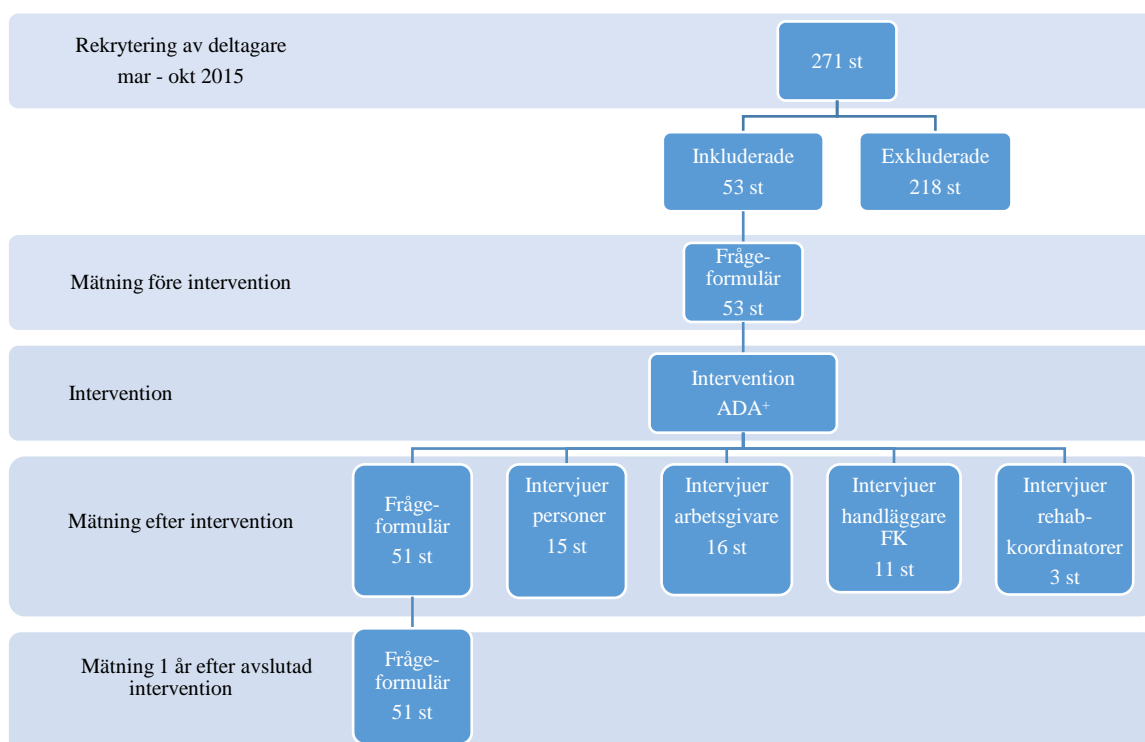 Rekrytering av deltagare
mar - okt 2015
271 st
Inkluderade
53 st
Exkluderade
218 st
Mätning före intervention
Fråge-
formulär
53 st
Intervention
Intervention
ADA+
Mätning efter intervention
Fråge-
formulär
51 st
Intervjuer
personer
15 st
Intervjuer
arbetsgivare
16 st
Intervjuer
handläggare
FK
11 st
Intervjuer
rehab-
koordinatorer
3 st
Mätning 1 år efter avslutad
intervention
Fråge-
formulär
51 st